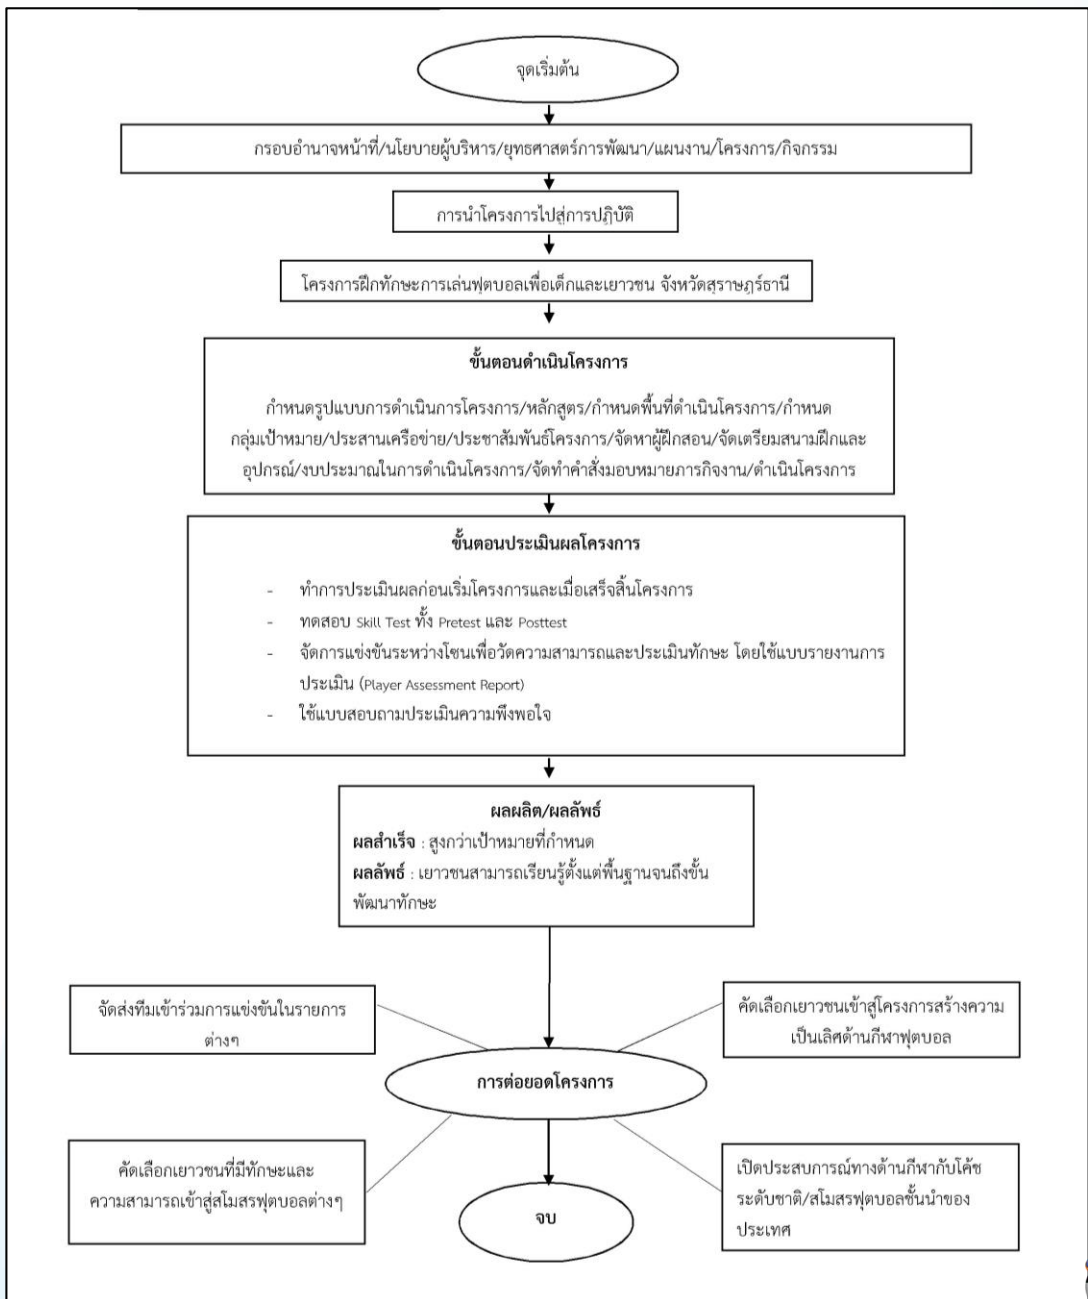 จุดเริ่มต้น
กรอบอำนาจหน้าที่/นโยบายผู้บริหาร/ยุทธศาสตร์การพัฒนา/แผนงาน/โครงการ/กิจกรรม
การนำโครงการไปสู่การปฏิบัติ
โครงการฝึกทักษะการเล่นฟุตบอลเพื่อเด็กและเยาวชน จังหวัดสุราษฎร์ธานี
ขั้นตอนดำเนินโครงการ
กำหนดรูปแบบการดำเนินการโครงการ/หลักสูตร/กำหนดพื้นที่ดำเนินโครงการ/กำหนด
กลุ่มเป้าหมาย/ประสานเครือข่าย/ประชาสัมพันธ์โครงการ/จัดหาผู้ฝึกสอน/จัดเตรียมสนามฝึกและ
อุปกรณ์/งบประมาณในการดำเนินโครงการ/จัดทำคำสั่งมอบหมายภารกิจงาน/ดำเนินโครงการ
ขั้นตอนประเมินผลโครงการ
- ทำการประเมินผลก่อนเริ่มโครงการและเมื่อเสร็จสิ้นโครงการ
- ทดสอบ Skill Test ทั้ง Pretest และ Posttest
- จัดการแข่งขันระหว่างโซนเพื่อวัดความสามารถและประเมินทักษะ โดยใช้แบบรายงานการ
ประเมิน (Player Assessment Report)
- ใช้แบบสอบถามประเมินความพึงพอใจ
ผลผลิต/ผลลัพธ์
ผลสำเร็จ : สูงกว่าเป้าหมายที่กำหนด
ผลลัพธ์ : เยาวชนสามารถเรียนรู้ตั้งแต่พื้นฐานจนถึงขั้น
พัฒนาทักษะ
จัดส่งทีมเข้าร่วมการแข่งขันในรายการ
ต่างๆ
คัดเลือกเยาวชนเข้าสู่โครงการสร้างความ
เป็นเลิศด้านกีฬาฟุตบอล
การต่อยอดโครงการ
คัดเลือกเยาวชนที่มีทักษะและ
ความสามารถเข้าสู่สโมสรฟุตบอลต่างๆ
เปิดประสบการณ์ทางด้านกีฬากับโค้ช
ระดับชาติ/สโมสรฟุตบอลชั้นนำของ
ประเทศ
จบ